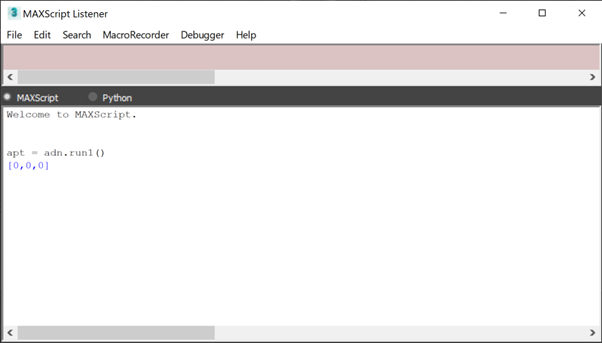 3 MAXScript Listener
File Edit Search MacroRecorder Debugger Help
MAXScript Python
Welcome to MAXScript.
apt = adn.run1()
[0,0,0]